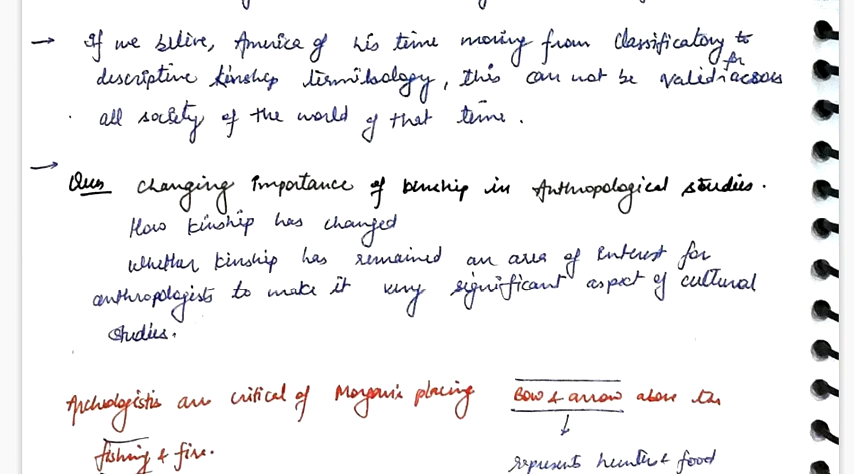 → If we belive, America of his time moving from Classificatory to
descriptive kinship terminology, this can not be valid for across
all society of the world of that time.
→ Ques Changing Importance of kinship in Anthropological studies.
How kinship has changed
Whether kinship has remained an area of interest for
anthropologists to make it very significant aspect of cultural
studies.
Archeologists are critical of Morgan's placing Bow & arrow above the
fishing & fire.
↓
represents hunter & food